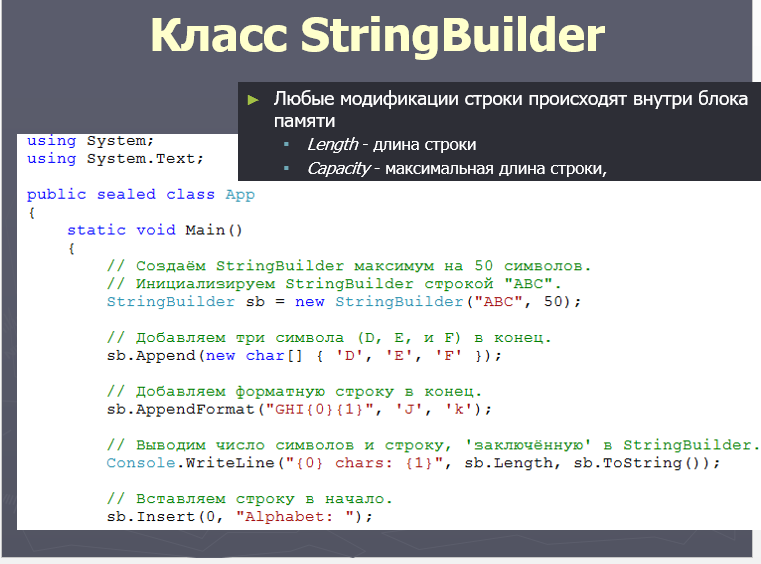 Класс StringBuilder
► Любые модификации строки происходят внутри блока
памяти
▪ Length - длина строки
▪ Capacity - максимальная длина строки,
using System;
using System.Text;
public sealed class App
{
static void Main()
{
// Создаём StringBuilder максимум на 50 символов.
// Инициализируем StringBuilder строкой "ABC".
StringBuilder sb = new StringBuilder("ABC", 50);
// Добавляем три символа (D, E, и F) в конец.
sb.Append(new char[] { 'D', 'E', 'F' });
// Добавляем форматную строку в конец.
sb.AppendFormat("GHI{0}{1}", 'J', 'k');
// Выводим число символов и строку, 'заключённую' в StringBuilder.
Console.WriteLine("{0} chars: {1}", sb.Length, sb.ToString());
// Вставляем строку в начало.
sb.Insert(0, "Alphabet: ");